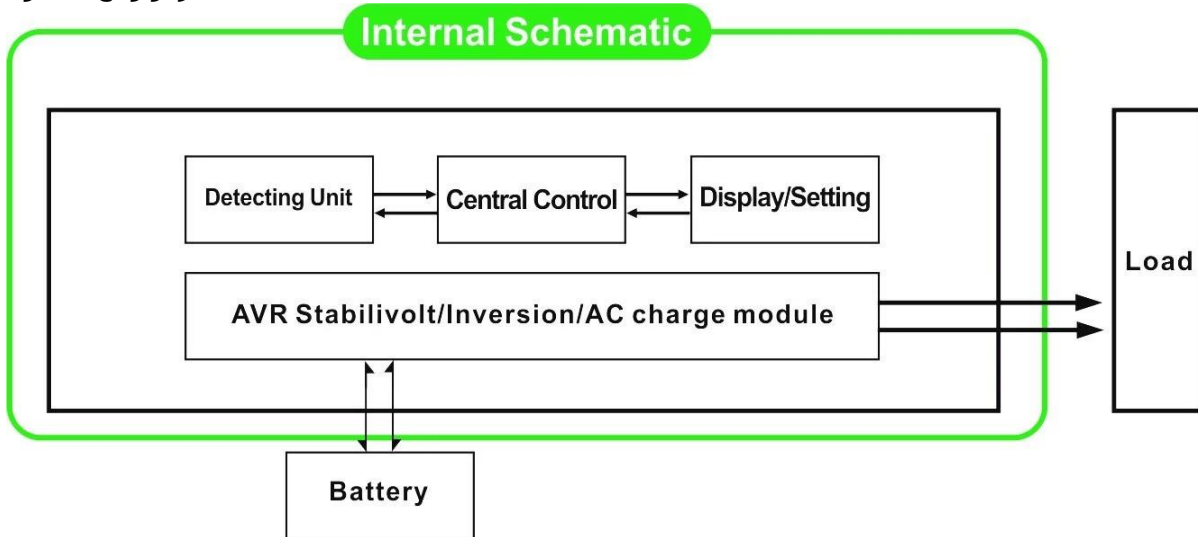 Internal Schematic
Detecting Unit
Central Control
Display/Setting
Load
AVR Stabilivolt/Inversion/AC charge module
Battery